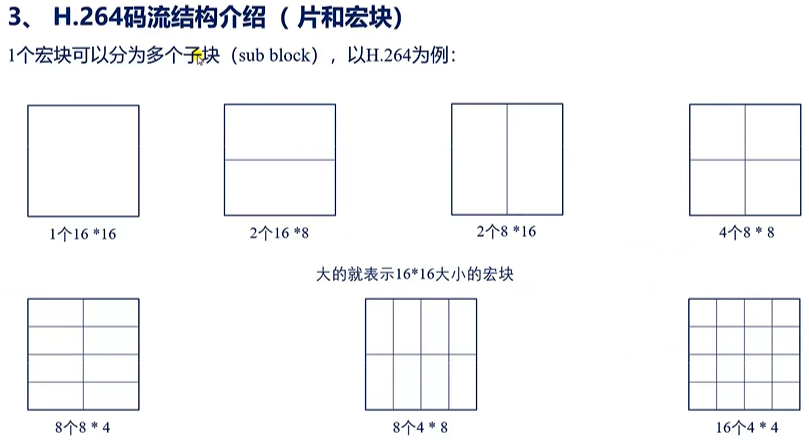 3、 H.264码流结构介绍（ 片和宏块）
1个宏块可以分为多个子块（sub block），以H.264为例：
1个16 *16
2个16 *8
2个8 *16
4个8 * 8
大的就表示16*16大小的宏块
8个8 * 4
8个4 * 8
16个4 * 4